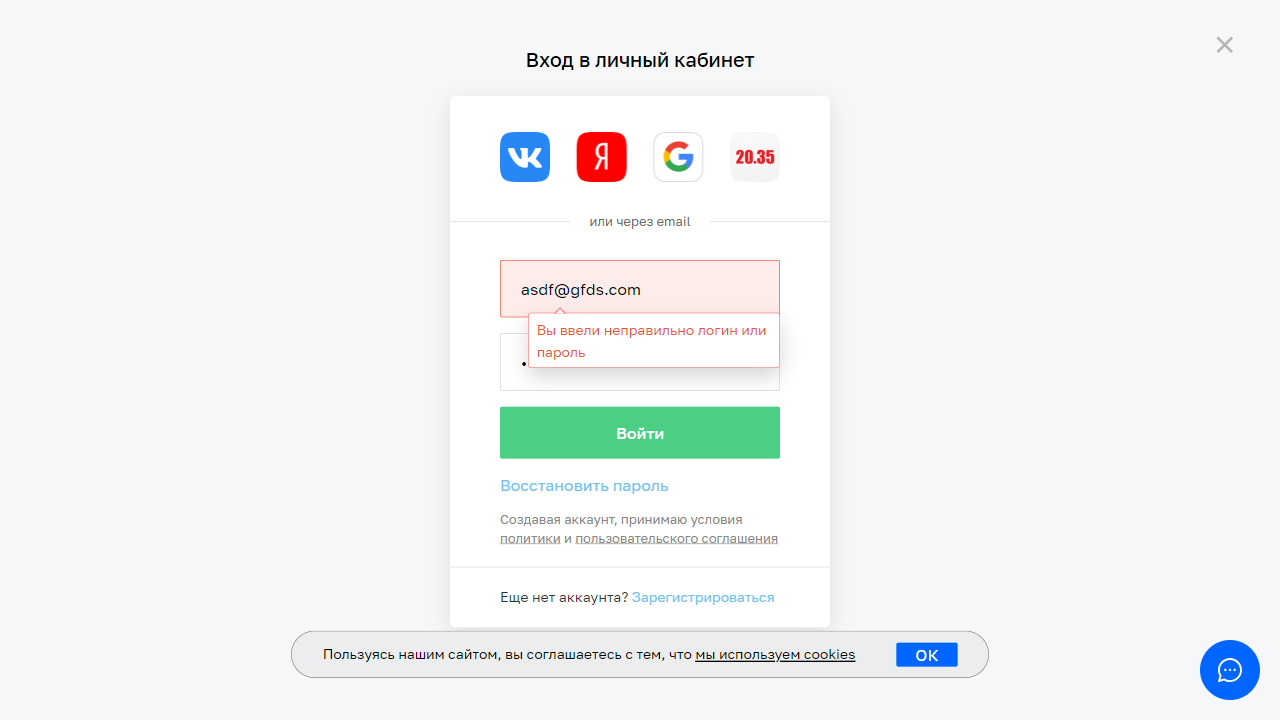 Вход в личный кабинет
20.35
или через email
asdf@gfds.com
Вы ввели неправильно логин или
пароль
Войти
Восстановить пароль
Создавая аккаунт, принимаю условия
политики и пользовательского соглашения
Еще нет аккаунта? Зарегистрироваться
Пользуясь нашим сайтом, вы соглашаетесь с тем, что мы используем cookies
OK